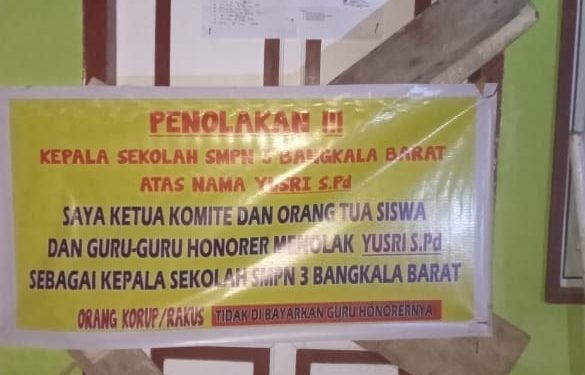 PENOLAKAN !!!
KEPALA SEKOLAH SMPN 3 BANGKALA BARAT
ATAS NAMA YUSRI S.Pd
SAYA KETUA KOMITE DAN ORANG TUA SISWA
DAN GURU-GURU HONORER MENOLAK YUSRI S.Pd
SEBAGAI KEPALA SEKOLAH SMPN 3 BANGKALA BARAT
ORANG KORUP/RAKUS TIDAK DI BAYARKAN GURU HONORERNYA